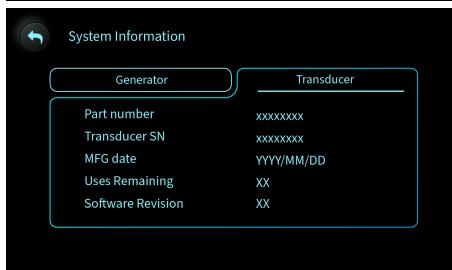 System Information
Generator Transducer
Part number xxxxxxxx
Transducer SN xxxxxxxx
MFG date YYYY/MM/DD
Uses Remaining XX
Software Revision XX